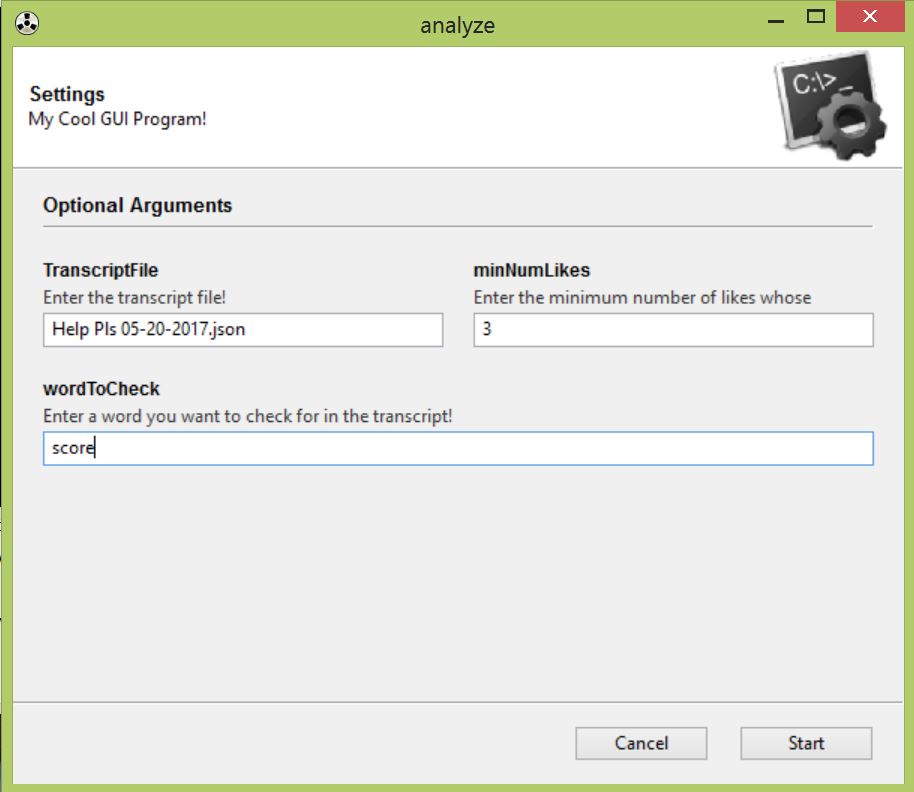 analyze
Settings
My Cool GUI Program!
C:\>_
Optional Arguments
TranscriptFile
Enter the transcript file!
Help Pls 05-20-2017.json
minNumLikes
Enter the minimum number of likes whose
3
wordToCheck
Enter a word you want to check for in the transcript!
score
Cancel
Start